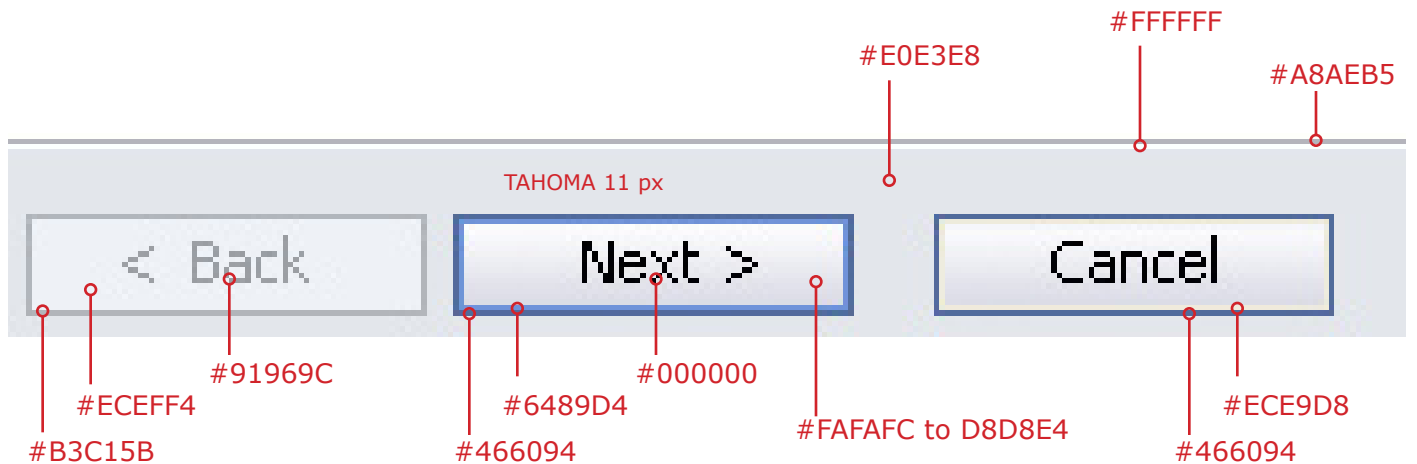 #FFFFFF
#E0E3E8
#A8AEB5
TAHOMA 11 px
< Back
Next >
Cancel
#91969C
#000000
#ECEFF4
#6489D4
#FAFAFC to D8D8E4
#ECE9D8
#B3C15B
#466094
#466094